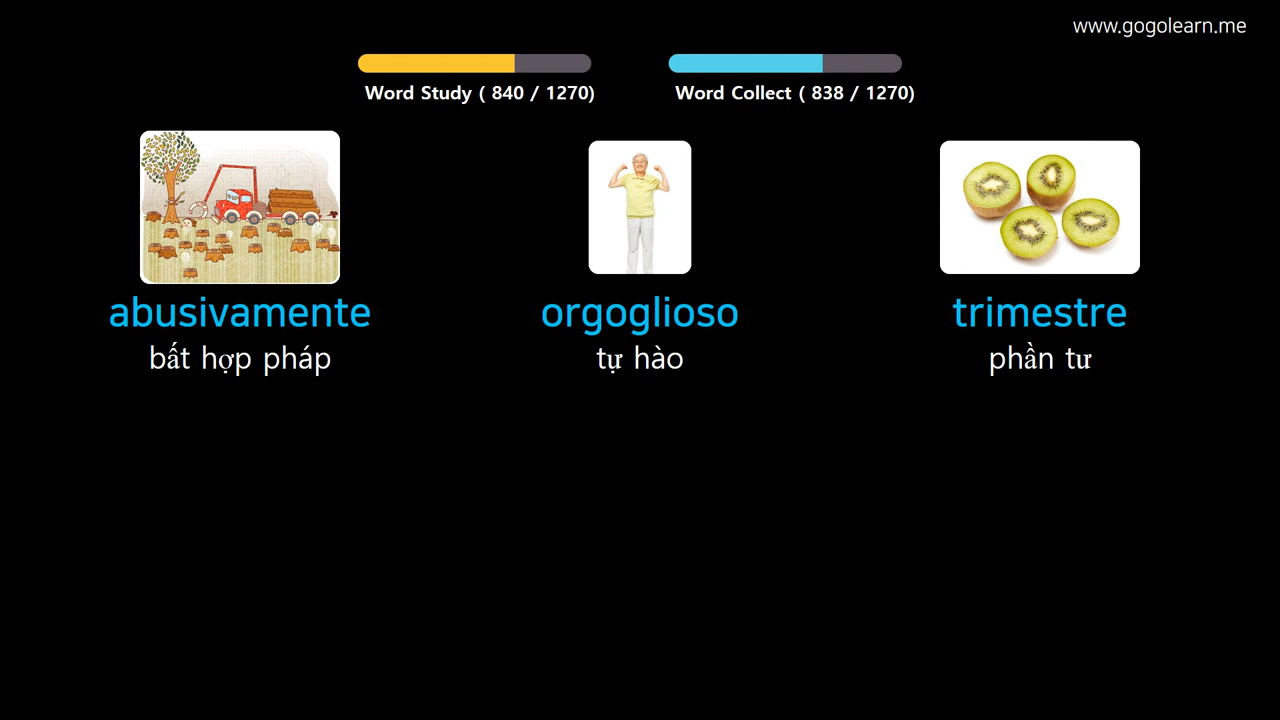 www.gogolearn.me
Word Study ( 840 / 1270)
Word Collect ( 838 / 1270)
abusivamente
bất hợp pháp
orgoglioso
tự hào
trimestre
phần tư